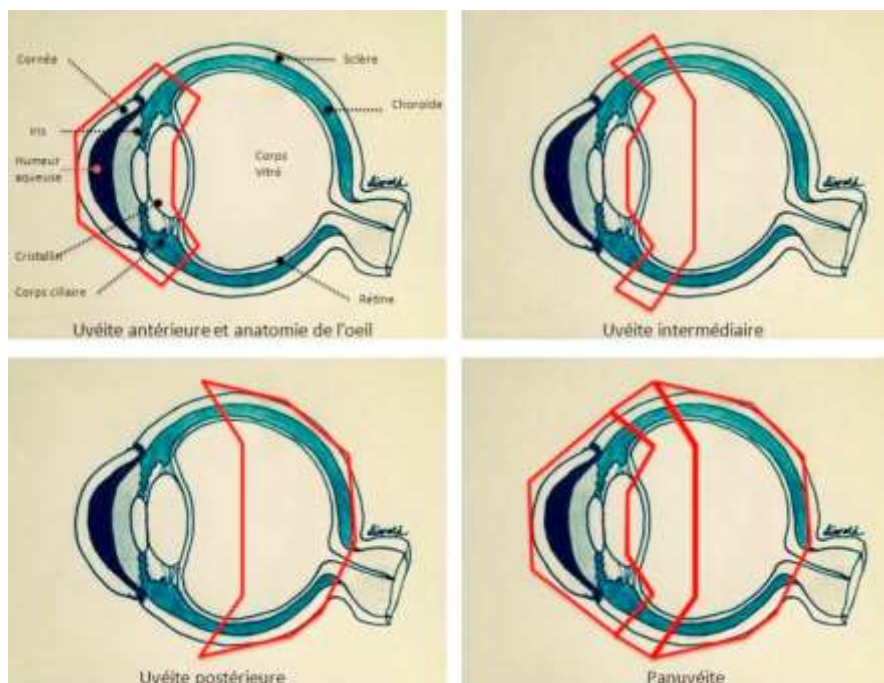 Cornée
Iris
Humeur
aqueuse
Cristallin
Corps ciliaire
Sclère
Choroïde
Corps
Vitré
Rétine
Uvéite antérieure et anatomie de l'oeil
Uvéite intermédiaire
Uvéite postérieure
Panuvéite